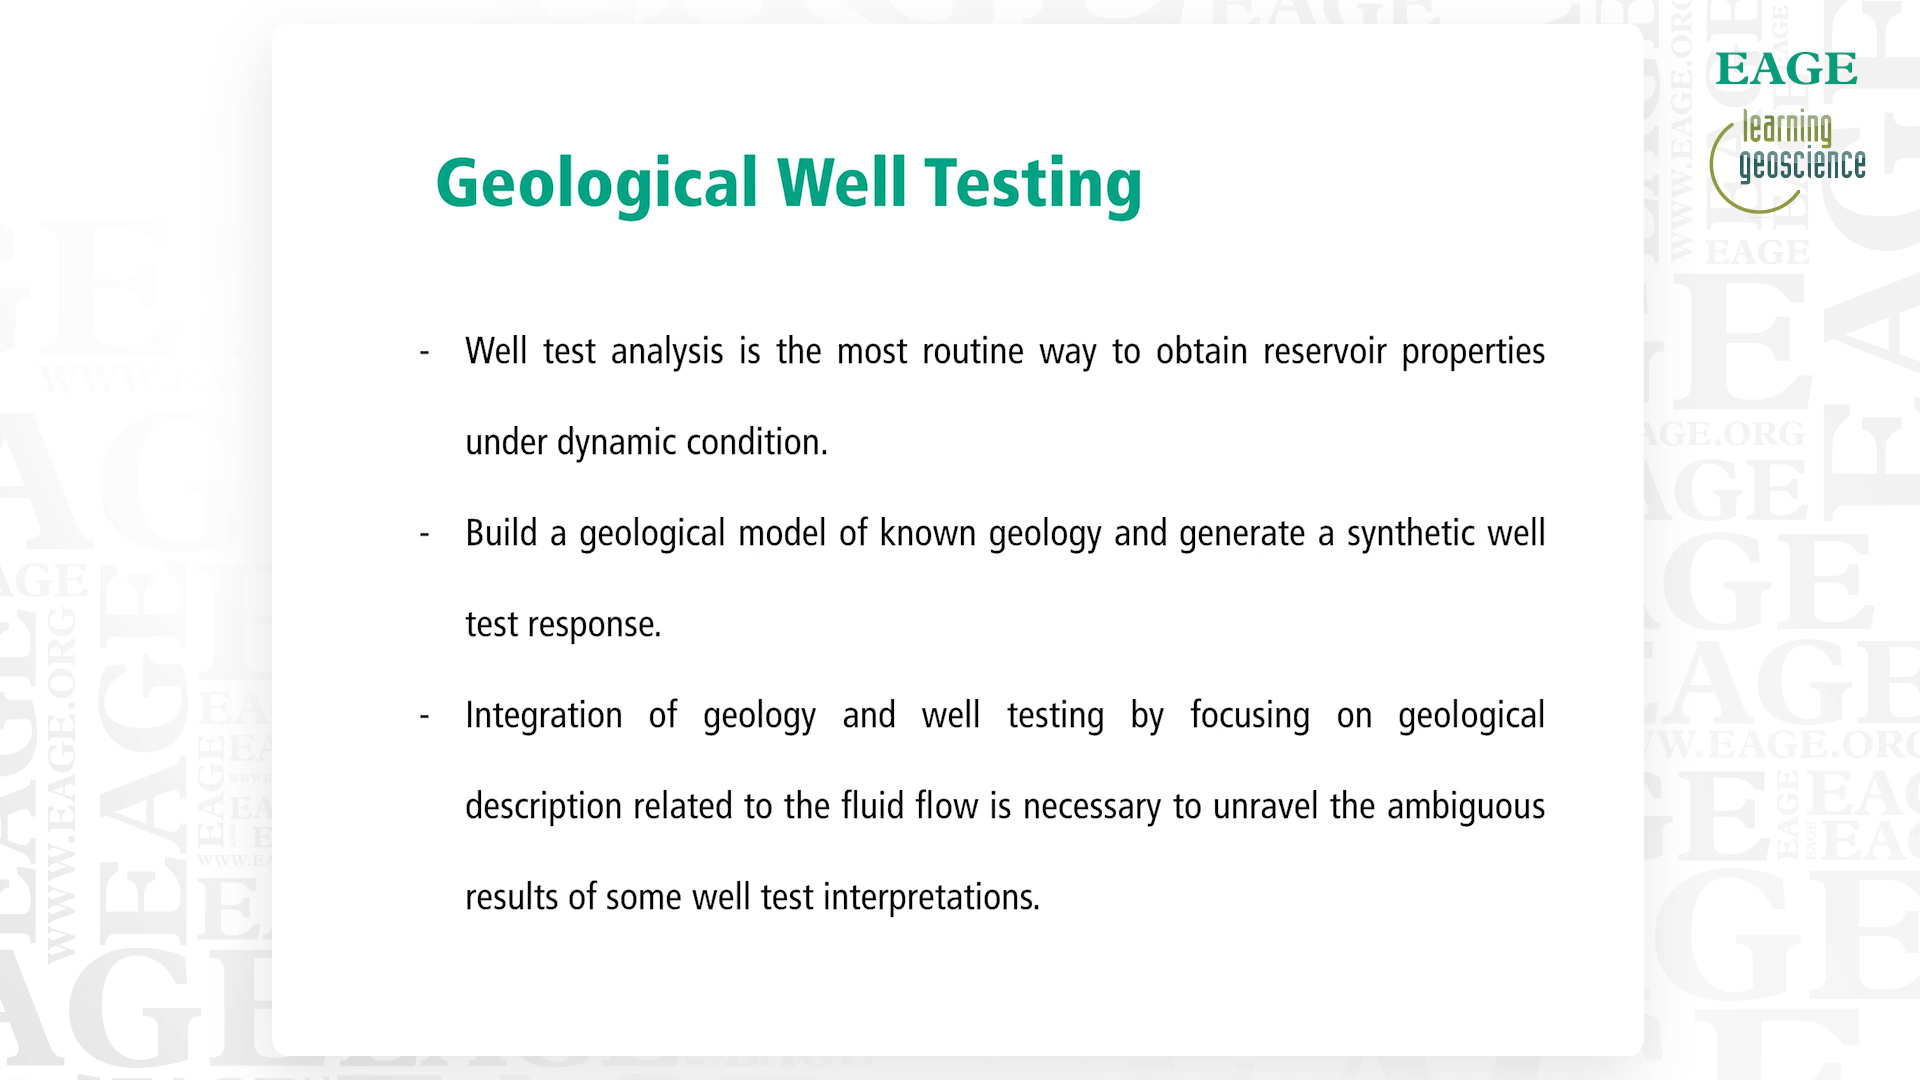 EAGE
learning
geoscience
Geological Well Testing
- Well test analysis is the most routine way to obtain reservoir properties
under dynamic condition.
- Build a geological model of known geology and generate a synthetic well
test response.
- Integration of geology and well testing by focusing on geological
description related to the fluid flow is necessary to unravel the ambiguous
results of some well test interpretations.